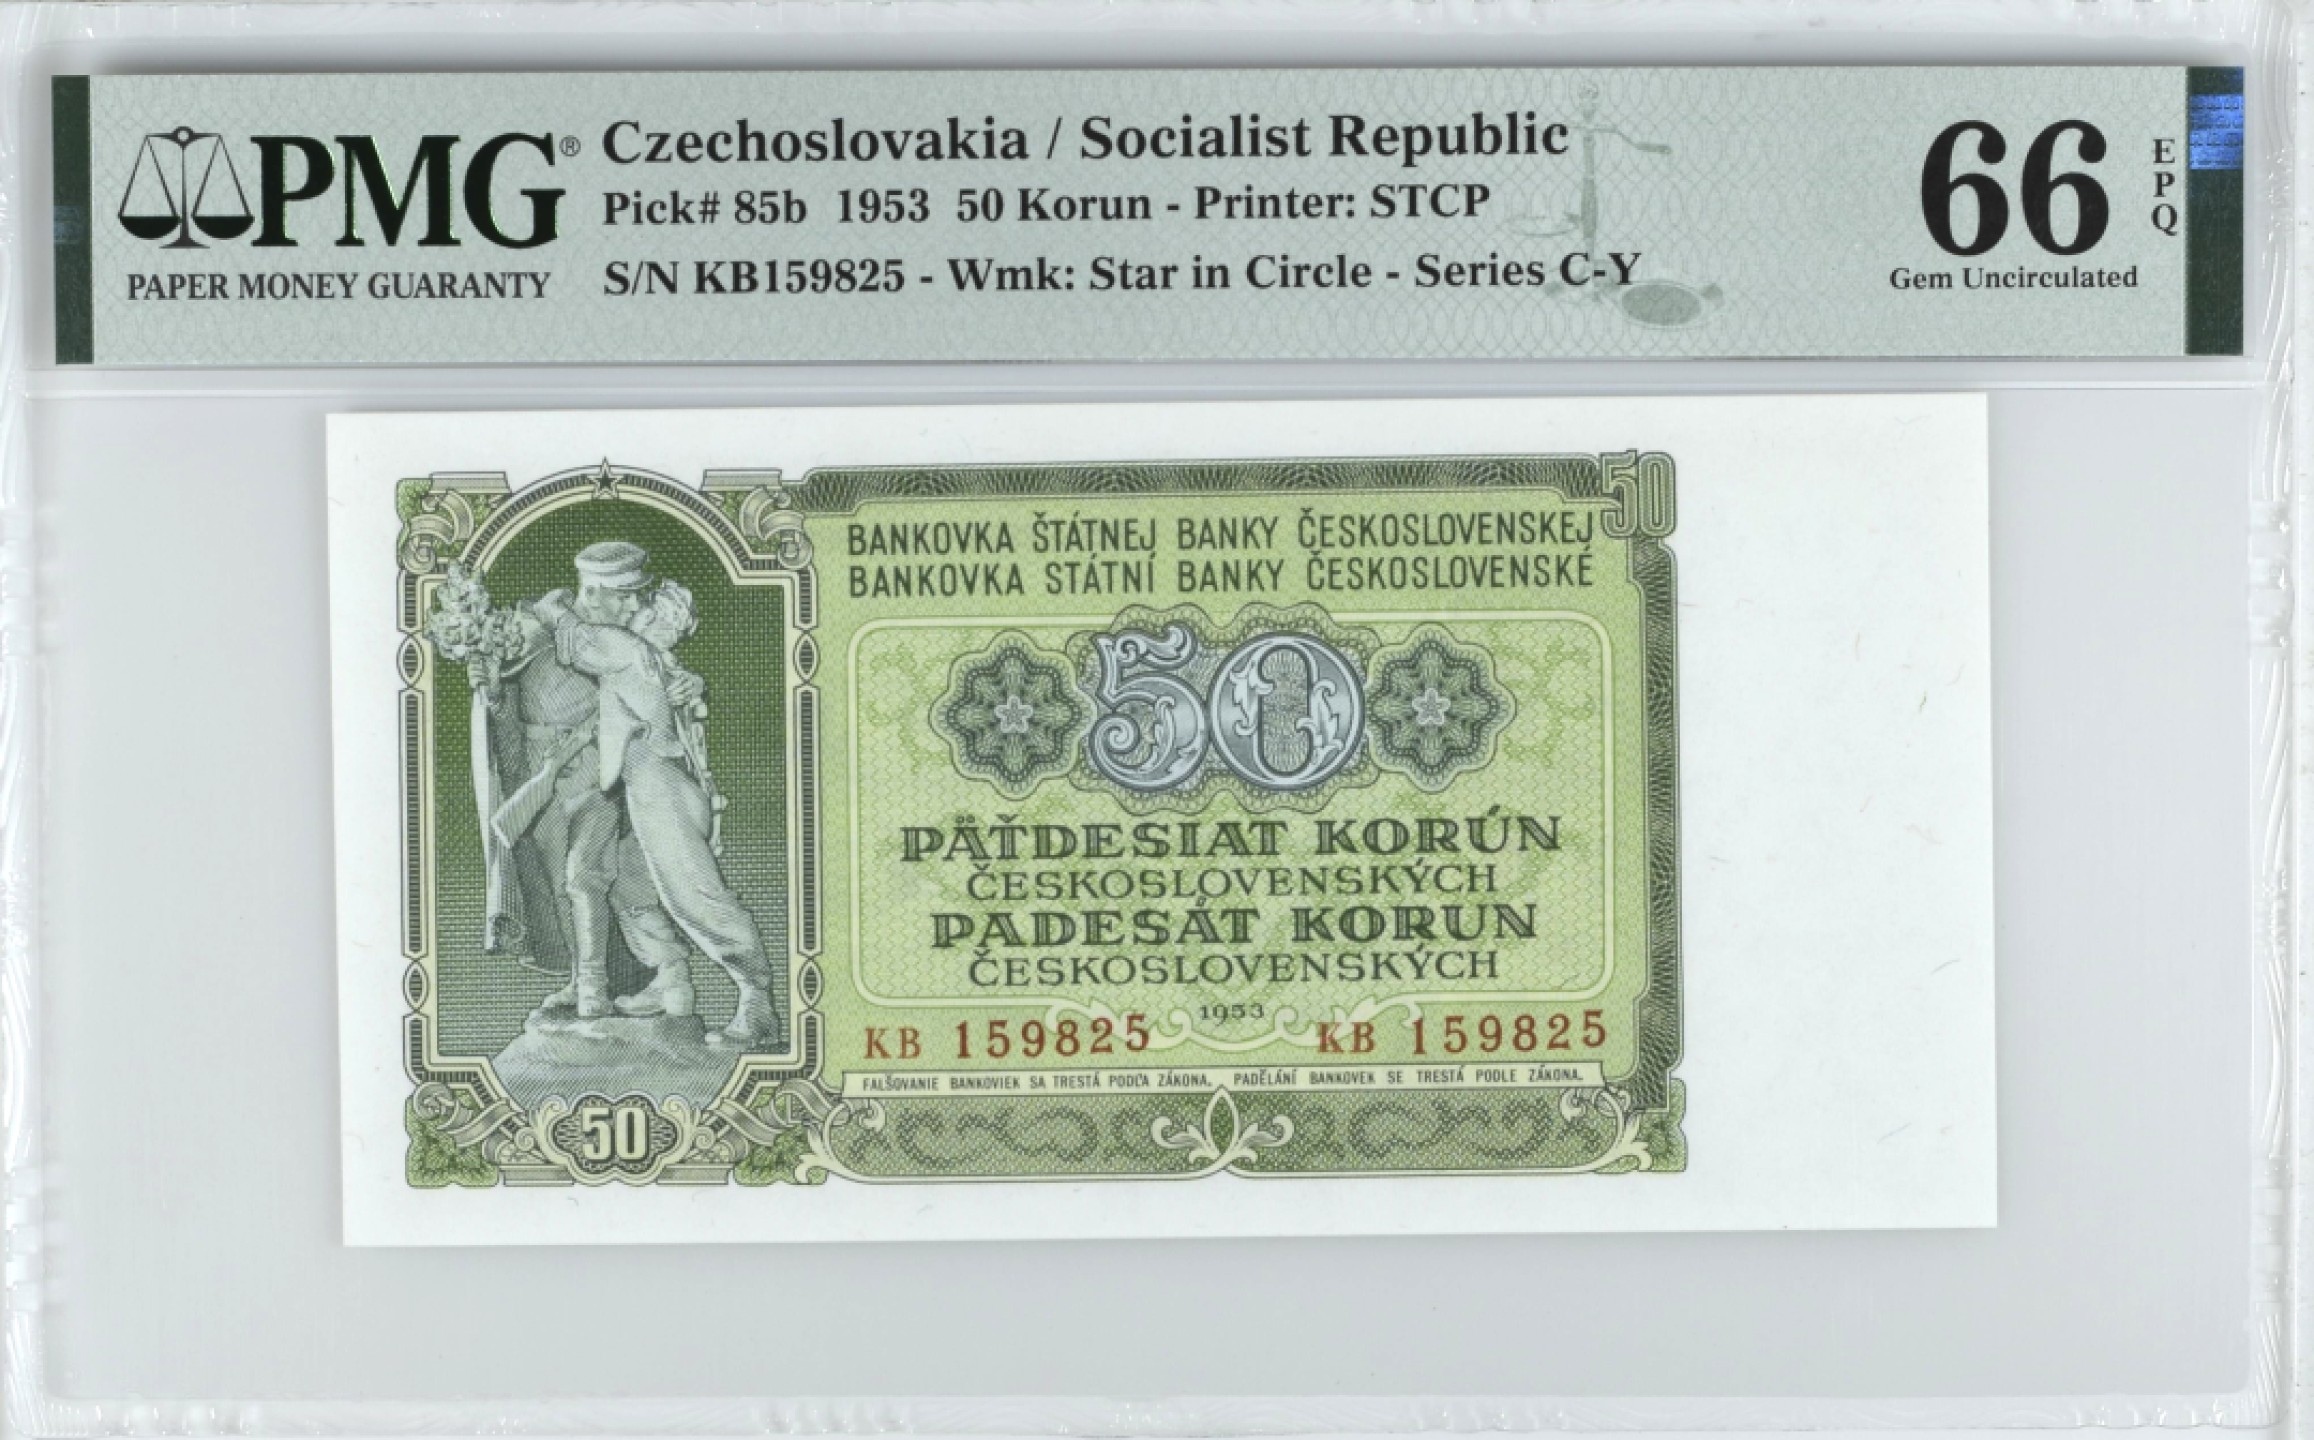 PMG®
PAPER MONEY GUARANTY
Czechoslovakia / Socialist Republic
Pick# 85b 1953 50 Korun - Printer: STCP
S/N KB159825 - Wmk: Star in Circle - Series C-Y
66
EPQ
Gem Uncirculated
50
BANKOVKA ŠTÁTNEJ BANKY ČESKOSLOVENSKEJ
BANKOVKA STÁTNÍ BANKY ČESKOSLOVENSKÉ
50
PÄŤDESIAT KORÚN
ČESKOSLOVENSKÝCH
PADESÁT KORUN
ČESKOSLOVENSKÝCH
1953
KB 159825 KB 159825
FALŠOVANIE BANKOVIEK SA TRESTÁ PODĽA ZÁKONA. PADĚLÁNÍ BANKOVEK SE TRESTÁ PODLE ZÁKONA.
50